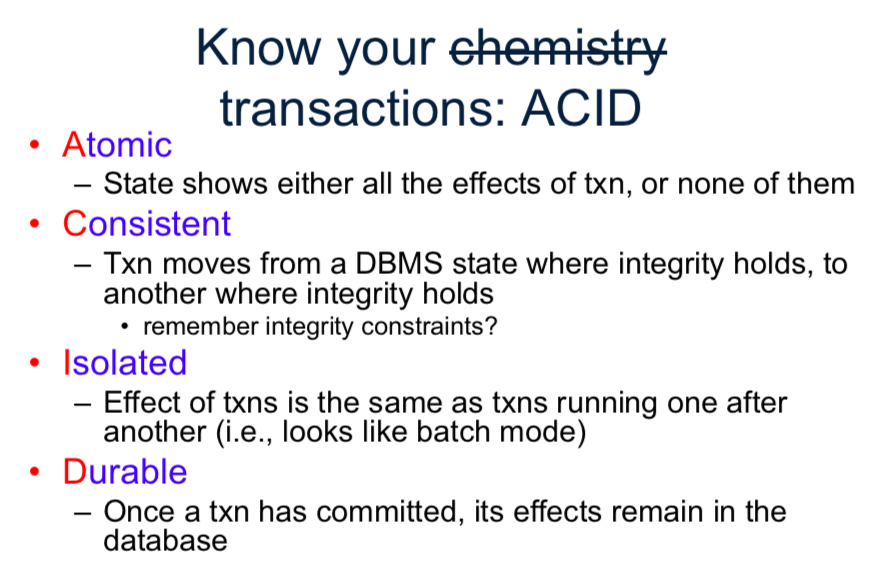 Know your chemistry
transactions: ACID
• Atomic
– State shows either all the effects of txn, or none of them
• Consistent
– Txn moves from a DBMS state where integrity holds, to
another where integrity holds
• remember integrity constraints?
• Isolated
– Effect of txns is the same as txns running one after
another (i.e., looks like batch mode)
• Durable
– Once a txn has committed, its effects remain in the
database